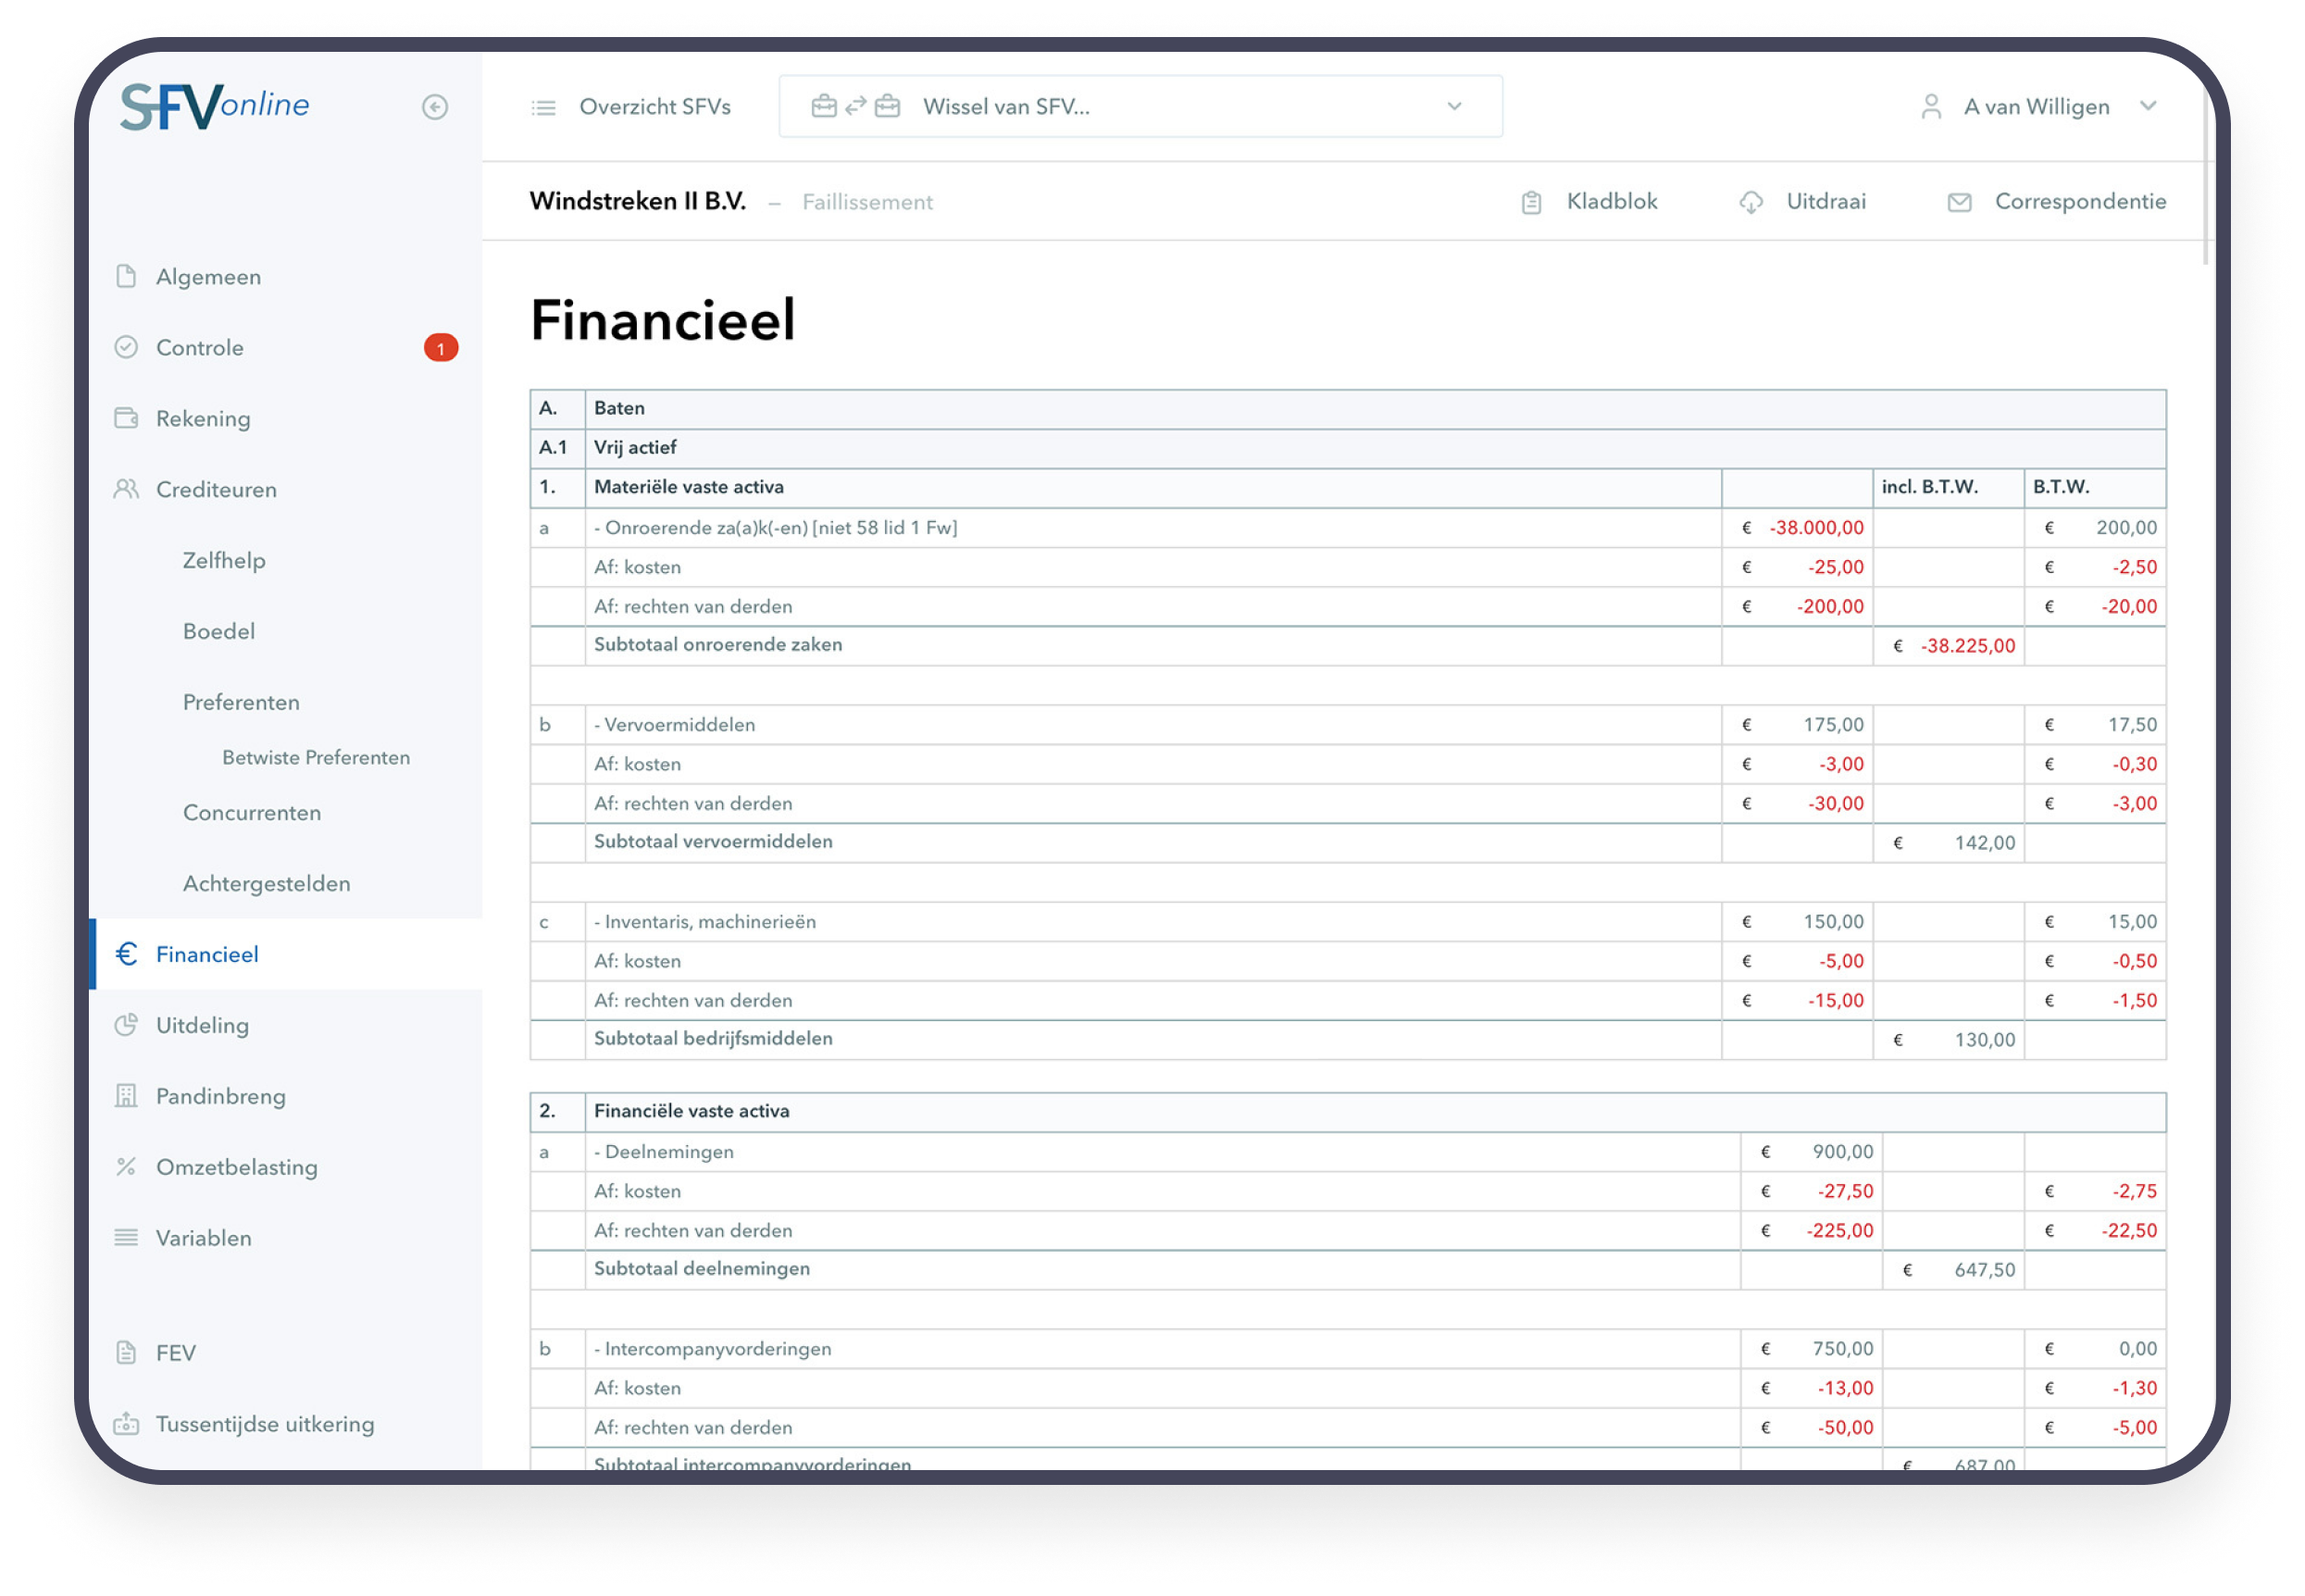 SFVonline
Overzicht SFVs
Wissel van SFV...
A van Willigen
Windstreken II B.V. – Faillissement
Kladblok
Uitdraai
Correspondentie
Algemeen
Controle 1
Rekening
Crediteuren
Zelfhelp
Boedel
Preferenten
Betwiste Preferenten
Concurrenten
Achtergestelden
€ Financieel
Uitdeling
Pandinbreng
% Omzetbelasting
Variablen
FEV
Tussentijdse uitkering
Financieel
A. Baten
A.1 Vrij actief
1. Materiële vaste activa incl. B.T.W. B.T.W.
a - Onroerende za(a)k(-en) [niet 58 lid 1 Fw] € -38.000,00 € 200,00
Af: kosten € -25,00 € -2,50
Af: rechten van derden € -200,00 € -20,00
Subtotaal onroerende zaken € -38.225,00
b - Vervoermiddelen € 175,00 € 17,50
Af: kosten € -3,00 € -0,30
Af: rechten van derden € -30,00 € -3,00
Subtotaal vervoermiddelen € 142,00
c - Inventaris, machinerieën € 150,00 € 15,00
Af: kosten € -5,00 € -0,50
Af: rechten van derden € -15,00 € -1,50
Subtotaal bedrijfsmiddelen € 130,00
2. Financiële vaste activa
a - Deelnemingen € 900,00
Af: kosten € -27,50 € -2,75
Af: rechten van derden € -225,00 € -22,50
Subtotaal deelnemingen € 647,50
b - Intercompanyvorderingen € 750,00 € 0,00
Af: kosten € -13,00 € -1,30
Af: rechten van derden € -50,00 € -5,00
Subtotaal intercompanyvorderingen € 687,00